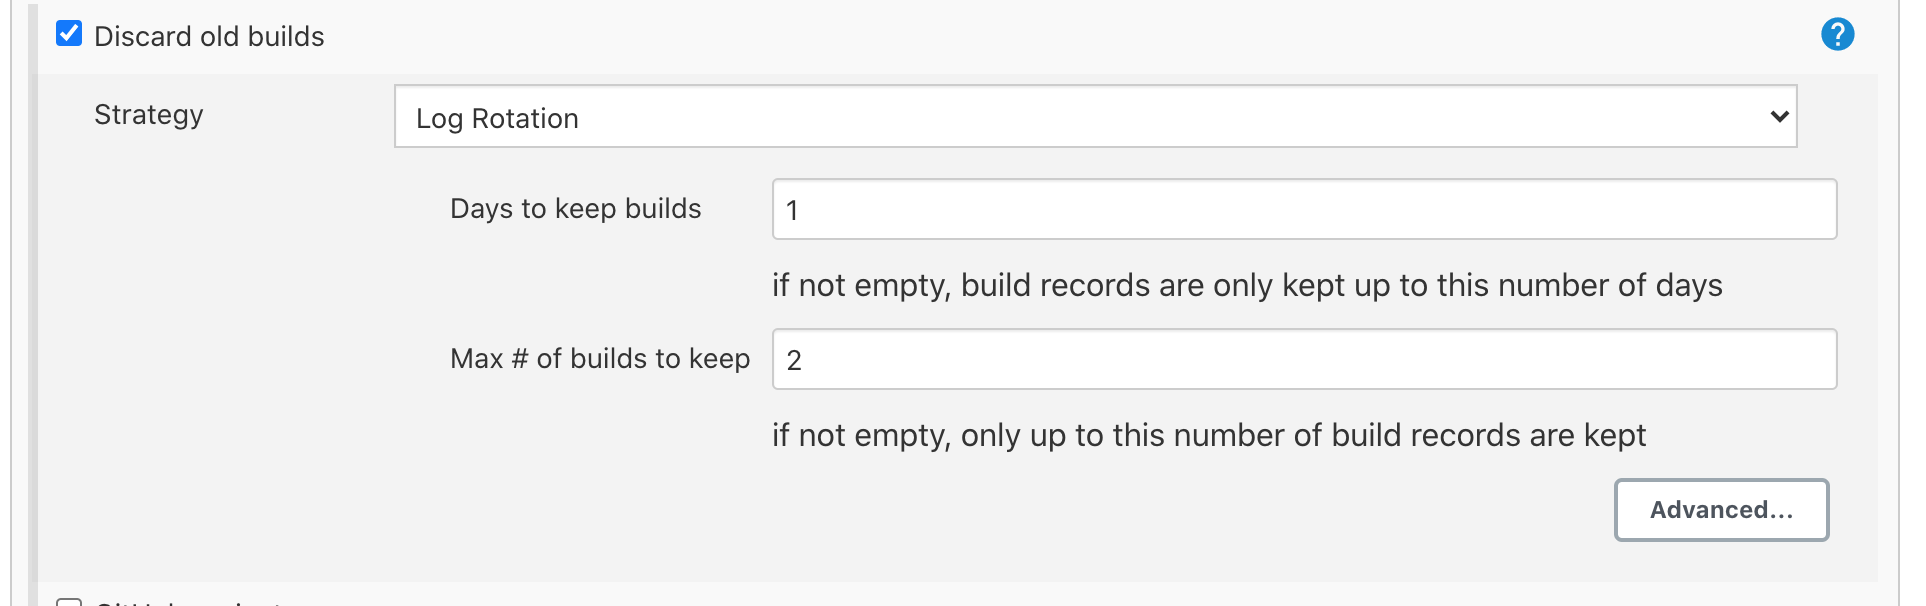 Discard old builds
?
Strategy
Log Rotation
Days to keep builds
1
if not empty, build records are only kept up to this number of days
Max # of builds to keep
2
if not empty, only up to this number of build records are kept
Advanced...